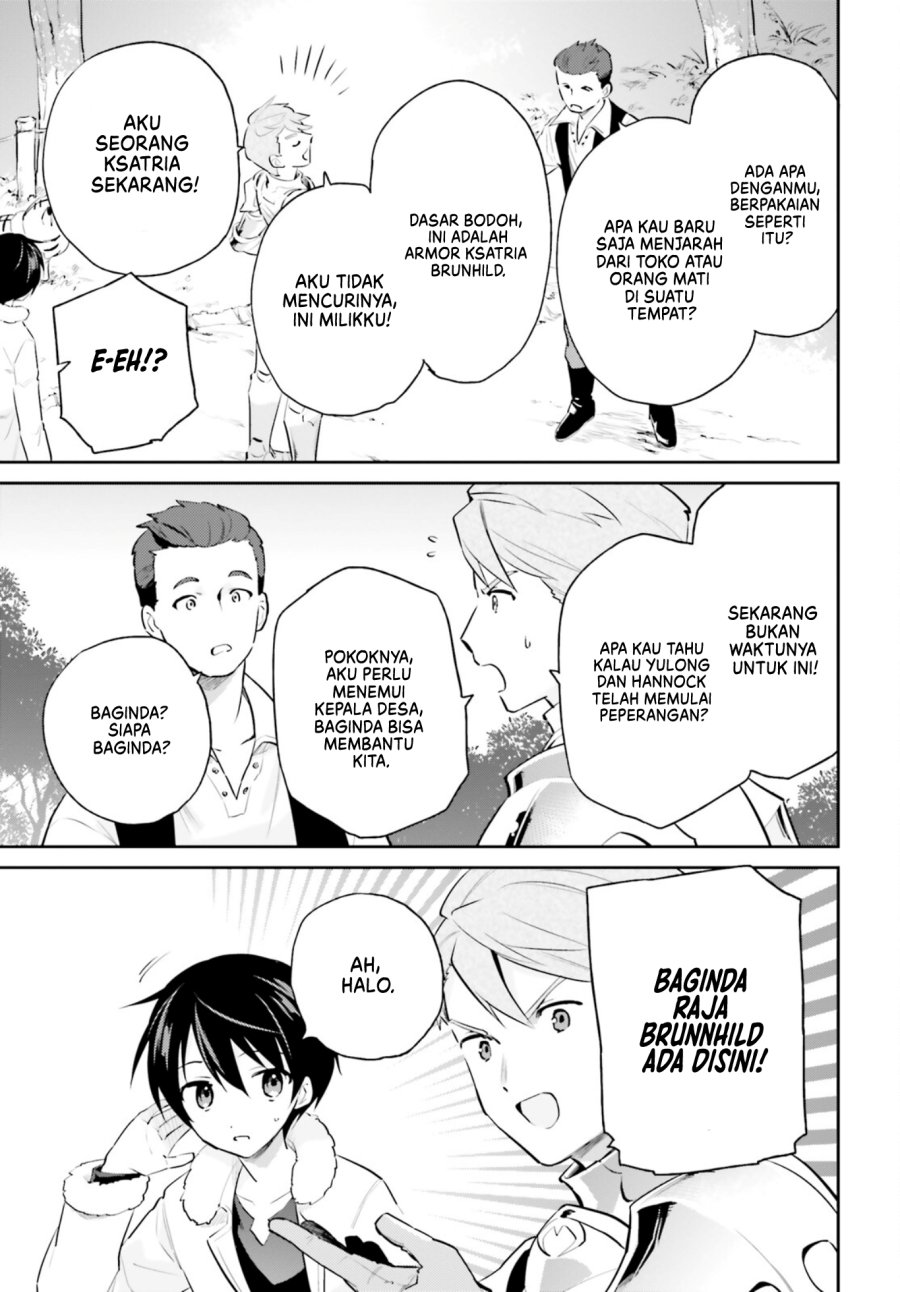 ADA APA
DENGANMU,
BERPAKAIAN
SEPERTI
ITU?
APA KAU BARU
SAJA MENJARAH
DARI TOKO ATAU
ORANG MATI
DI SUATU
TEMPAT?
DASAR BODOH,
INI ADALAH
ARMOR KSATRIA
BRUNHILD.
AKU TIDAK
MENCURINYA,
INI MILIKKU!
AKU
SEORANG
KSATRIA
SEKARANG!
E-EH!?
SEKARANG
BUKAN
WAKTUNYA
UNTUK INI!
APA KAU TAHU
KALAU YULONG
DAN HANNOCK
TELAH MEMULAI
PEPERANGAN?
POKOKNYA,
AKU PERLU
MENEMUI
KEPALA DESA,
BAGINDA BISA
MEMBANTU
KITA.
BAGINDA?
SIAPA
BAGINDA?
BAGINDA
RAJA
BRUNNHILD
ADA DISINI!
AH,
HALO.